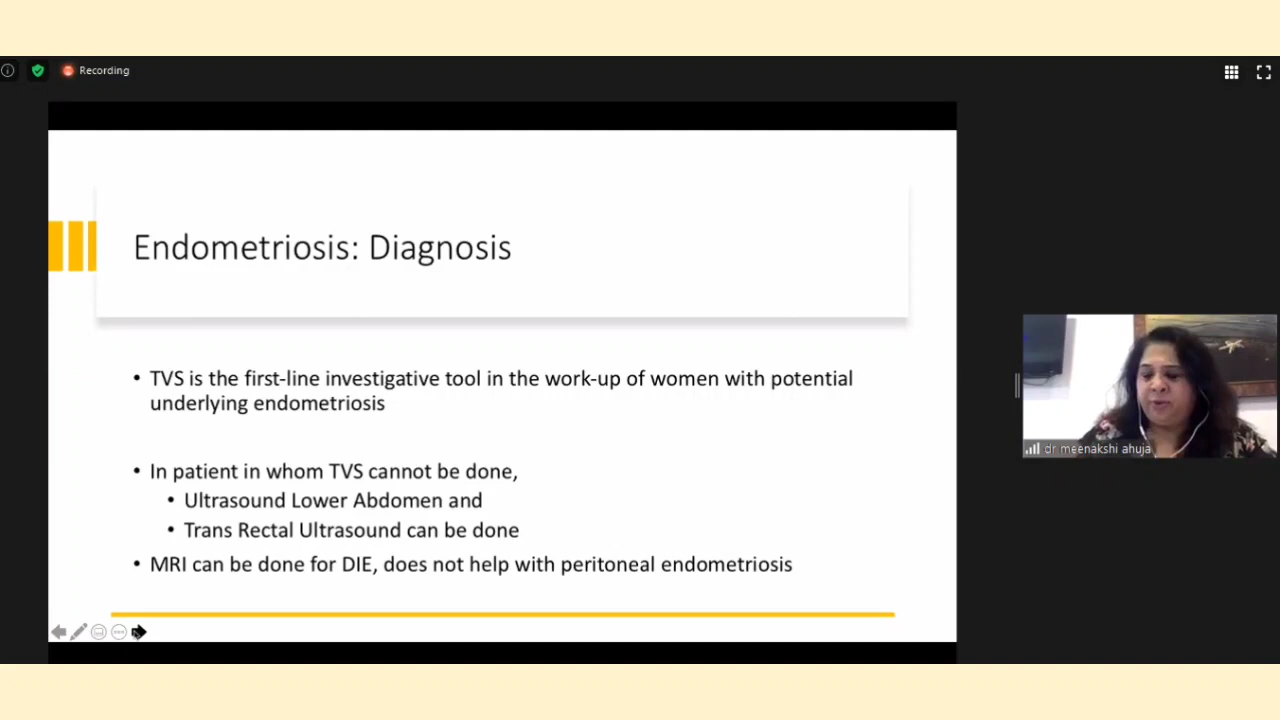 Recording
Endometriosis: Diagnosis
• TVS is the first-line investigative tool in the work-up of women with potential
underlying endometriosis
• In patient in whom TVS cannot be done,
• Ultrasound Lower Abdomen and
• Trans Rectal Ultrasound can be done
• MRI can be done for DIE, does not help with peritoneal endometriosis
dr meenakshi ahuja